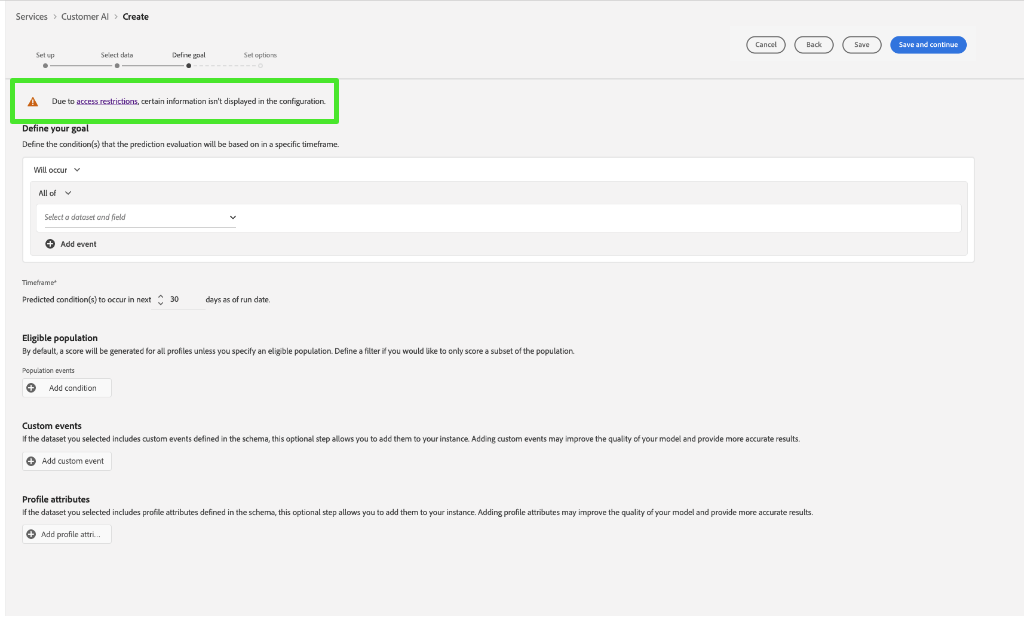 Services > Customer AI > Create
Set up Select data Define goal Set options
Cancel Back Save Save and continue
Due to access restrictions, certain information isn't displayed in the configuration.
Define your goal
Define the condition(s) that the prediction evaluation will be based on in a specific timeframe.
Will occur
All of
Select a dataset and field
Add event
Timeframe*
Predicted condition(s) to occur in next 30 days as of run date.
Eligible population
By default, a score will be generated for all profiles unless you specify an eligible population. Define a filter if you would like to only score a subset of the population.
Population events
Add condition
Custom events
If the dataset you selected includes custom events defined in the schema, this optional step allows you to add them to your instance. Adding custom events may improve the quality of your model and provide more accurate results.
Add custom event
Profile attributes
If the dataset you selected includes profile attributes defined in the schema, this optional step allows you to add them to your instance. Adding profile attributes may improve the quality of your model and provide more accurate results.
Add profile attri...